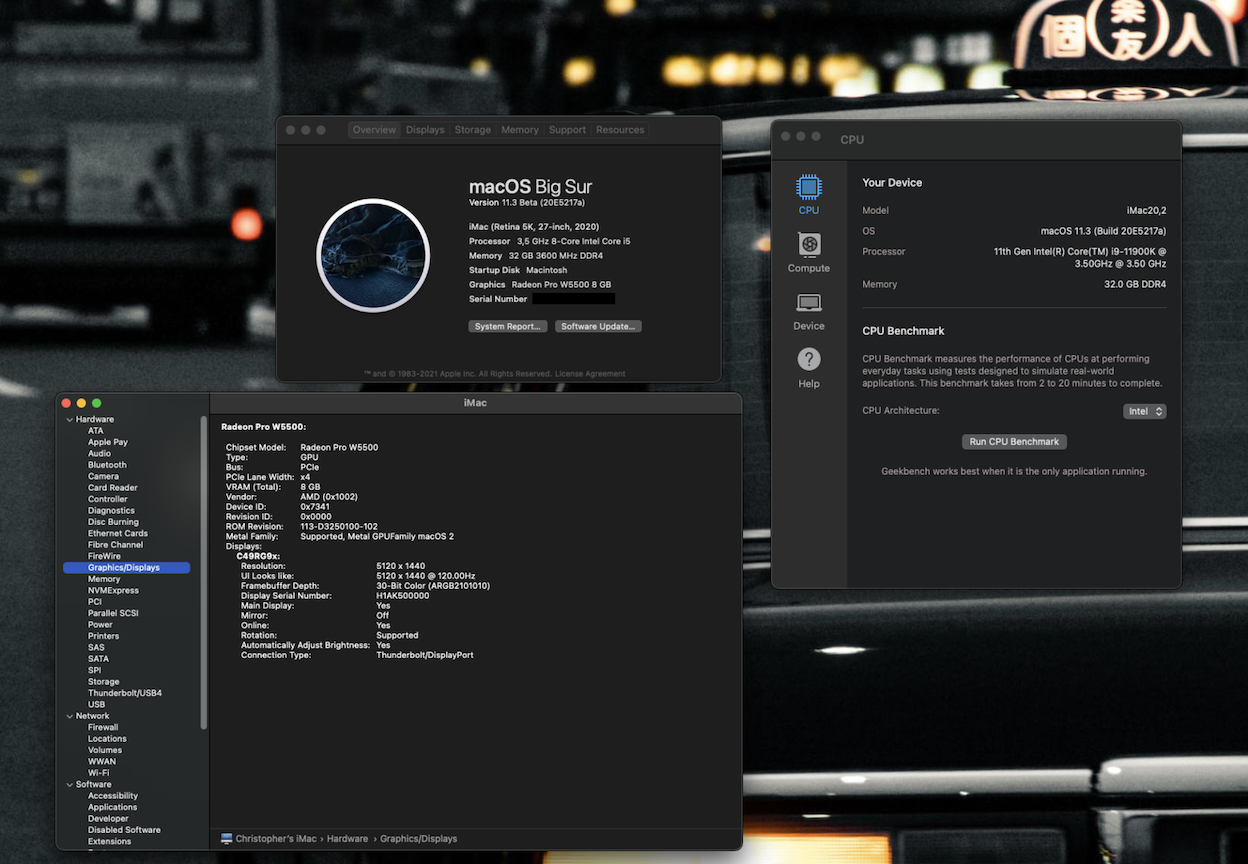 個
余
友
人
Overview
Displays
Storage
Memory
Support
Resources
macOS Big Sur
Version 11.3 Beta (20E5217a)
iMac (Retina 5K, 27-inch, 2020)
Processor 3,5 GHz 8-Core Intel Core i5
Memory 32 GB 3600 MHz DDR4
Startup Disk Macintosh
Graphics Radeon Pro W5500 8 GB
Serial Number
System Report...
Software Update...
™ and © 1983-2021 Apple Inc. All Rights Reserved. License Agreement
CPU
CPU
Compute
Device
?
Help
Your Device
Model iMac20,2
OS macOS 11.3 (Build 20E5217a)
Processor 11th Gen Intel(R) Core(TM) i9-11900K @
3.50GHz @ 3.50 GHz
Memory 32.0 GB DDR4
CPU Benchmark
CPU Benchmark measures the performance of CPUs at performing
everyday tasks using tests designed to simulate real-world
applications. This benchmark takes from 2 to 20 minutes to complete.
CPU Architecture: Intel
Run CPU Benchmark
Geekbench works best when it is the only application running.
iMac
Hardware
ATA
Apple Pay
Audio
Bluetooth
Camera
Card Reader
Controller
Diagnostics
Disc Burning
Ethernet Cards
Fibre Channel
FireWire
Graphics/Displays
Memory
NVMExpress
PCI
Parallel SCSI
Power
Printers
SAS
SATA
SPI
Storage
Thunderbolt/USB4
USB
Network
Firewall
Locations
Volumes
WWAN
Wi-Fi
Software
Accessibility
Applications
Developer
Disabled Software
Extensions
Radeon Pro W5500:
Chipset Model: Radeon Pro W5500
Type: GPU
Bus: PCIe
PCIe Lane Width: x4
VRAM (Total): 8 GB
Vendor: AMD (0x1002)
Device ID: 0x7341
Revision ID: 0x0000
ROM Revision: 113-D3250100-102
Metal Family: Supported, Metal GPUFamily macOS 2
Displays:
C49RG9x:
Resolution: 5120 x 1440
UI Looks like: 5120 x 1440 @ 120.00Hz
Framebuffer Depth: 30-Bit Color (ARGB2101010)
Display Serial Number: H1AK500000
Main Display: Yes
Mirror: Off
Online: Yes
Rotation: Supported
Automatically Adjust Brightness: Yes
Connection Type: Thunderbolt/DisplayPort
Christopher's iMac › Hardware › Graphics/Displays